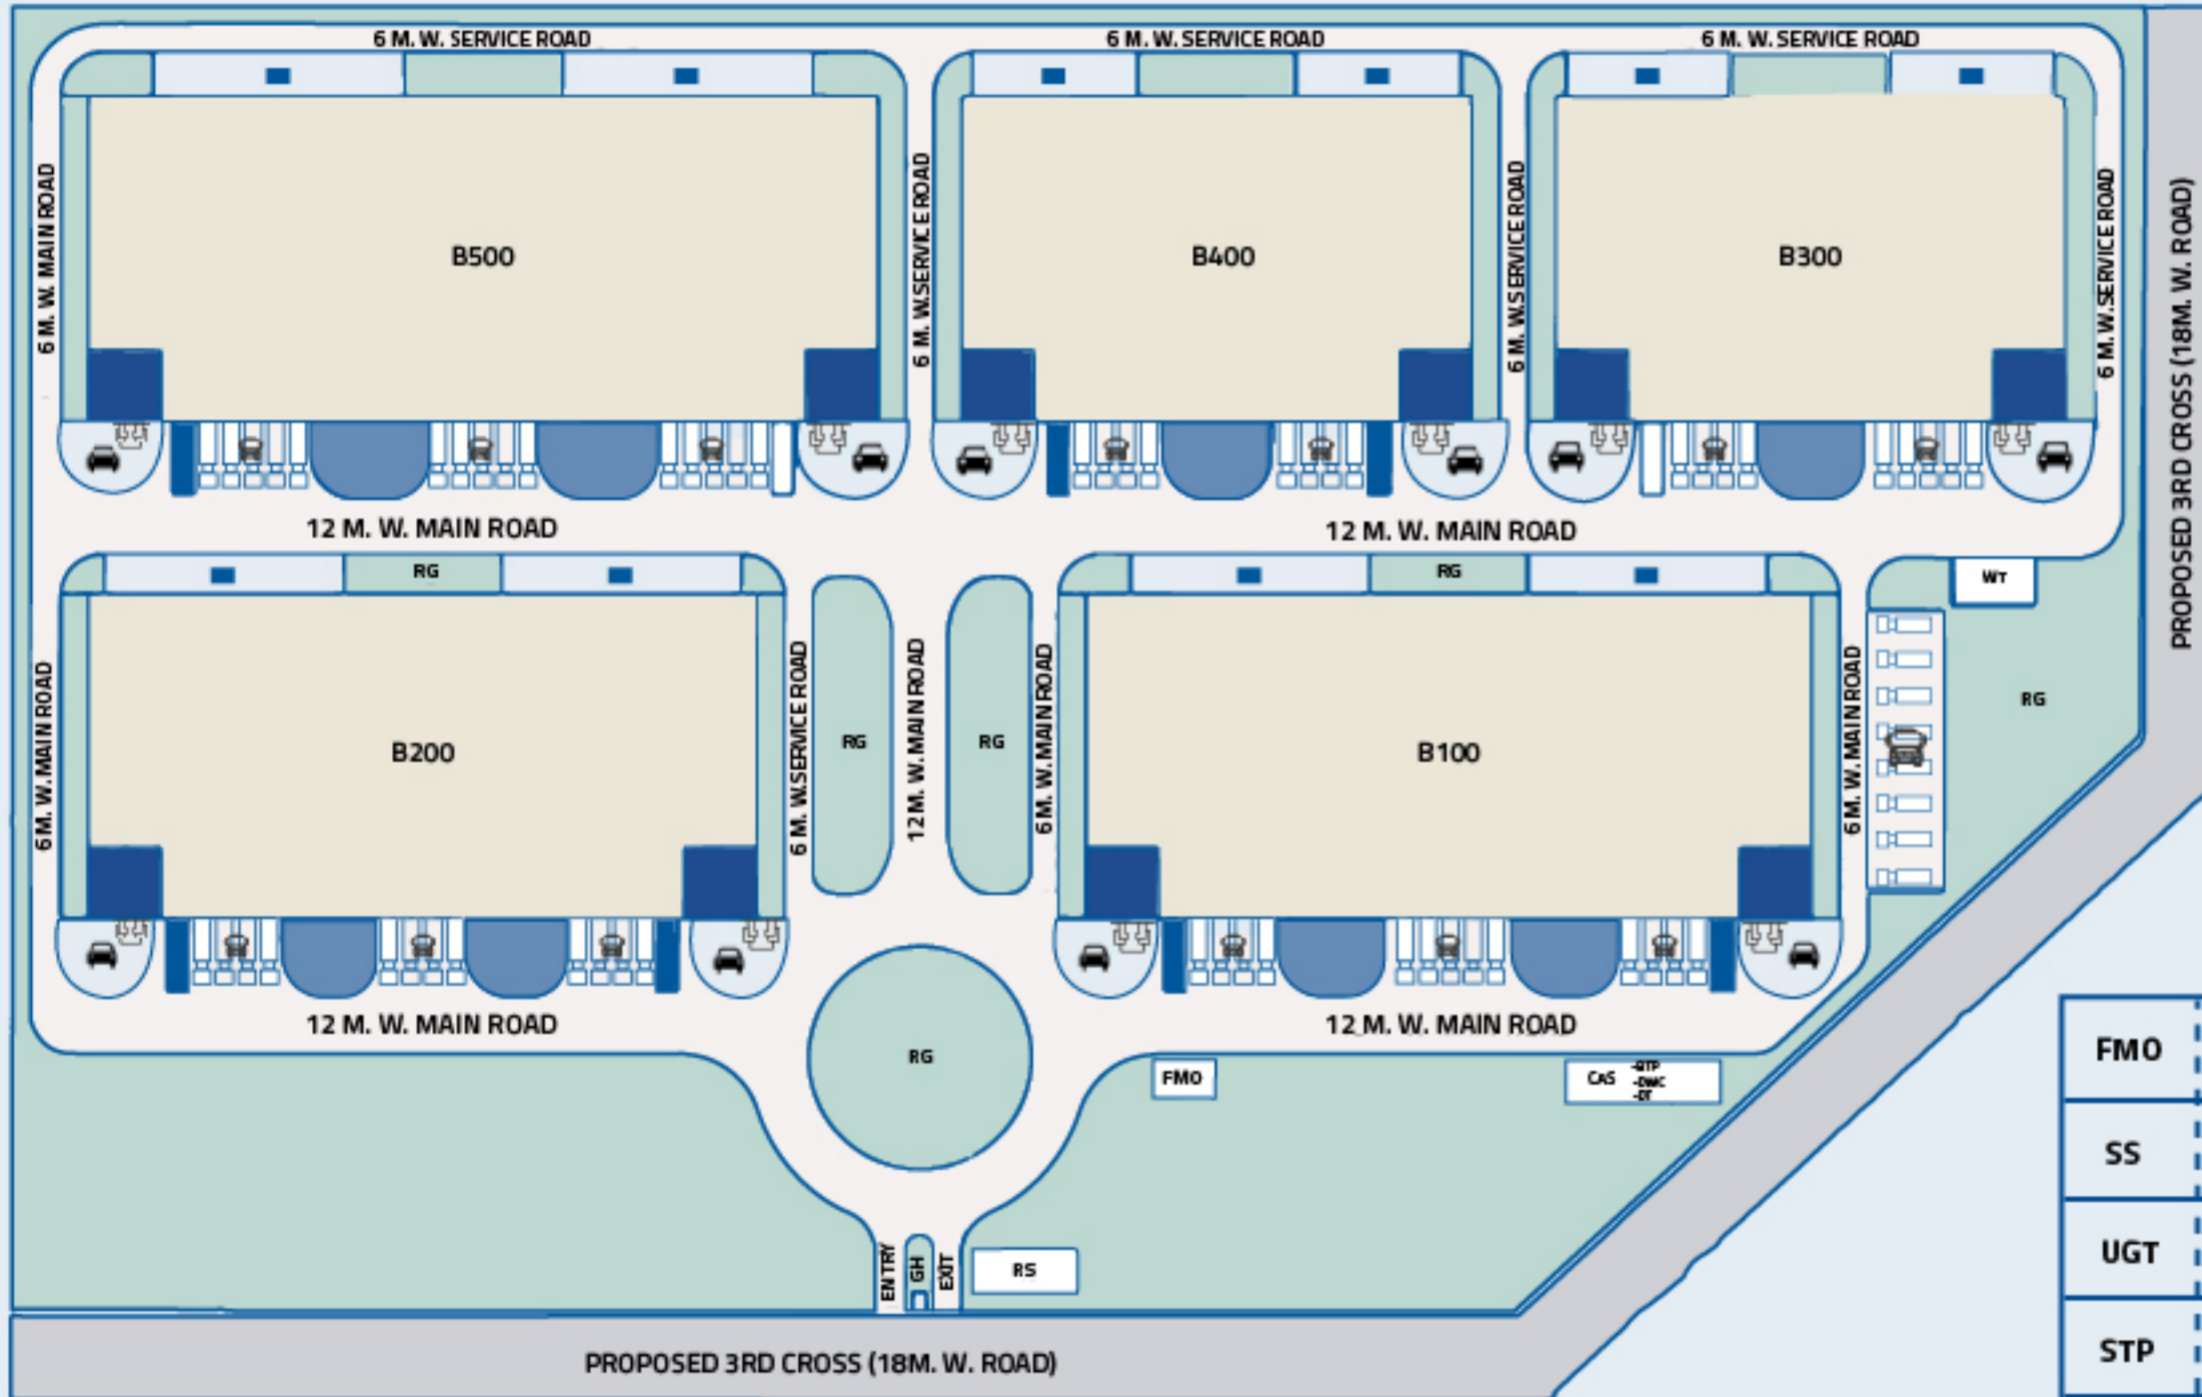 6 M. W. SERVICE ROAD
6 M. W. SERVICE ROAD
6 M. W. SERVICE ROAD
6 M. W. MAIN ROAD
B500
6 M. W.SERVICE ROAD
B400
6 M. W.SERVICE ROAD
B300
6 M. W.SERVICE ROAD
PROPOSED 3RD CROSS (18M. W. ROAD)
12 M. W. MAIN ROAD
12 M. W. MAIN ROAD
RG
RG
WT
6 M. W. MAIN ROAD
B200
6 M. W.SERVICE ROAD
RG
12 M. W. MAIN ROAD
RG
6 M. W. MAIN ROAD
B100
6 M. W. MAIN ROAD
RG
12 M. W. MAIN ROAD
12 M. W. MAIN ROAD
RG
FMO
CAS
-DMC
-DT
ENTRY
GH
EXIT
RS
PROPOSED 3RD CROSS (18M. W. ROAD)
FMO
SS
UGT
STP